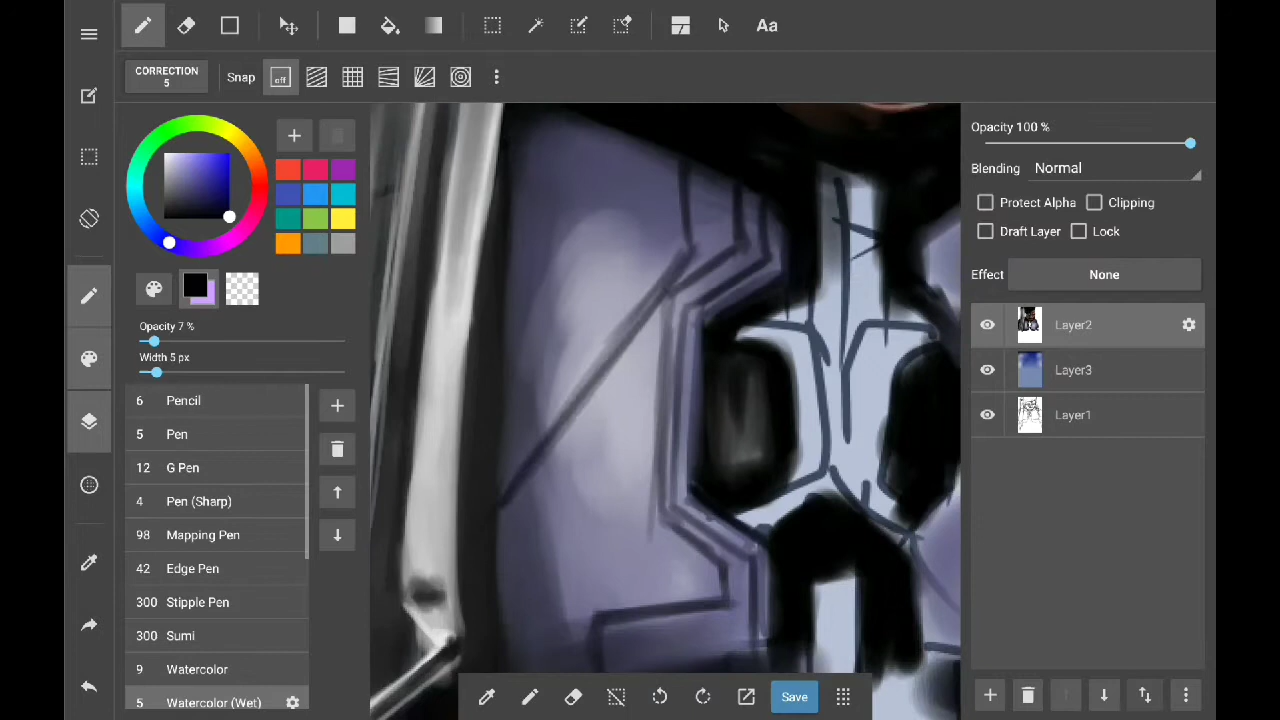 Aa
CORRECTION
5
Snap
off
Opacity 7 %
Width 5 px
6 Pencil
5 Pen
12 G Pen
4 Pen (Sharp)
98 Mapping Pen
42 Edge Pen
300 Stipple Pen
300 Sumi
9 Watercolor
5 Watercolor (Wet)
Save
Opacity 100 %
Blending Normal
Protect Alpha Clipping
Draft Layer Lock
Effect None
Layer2
Layer3
Layer1